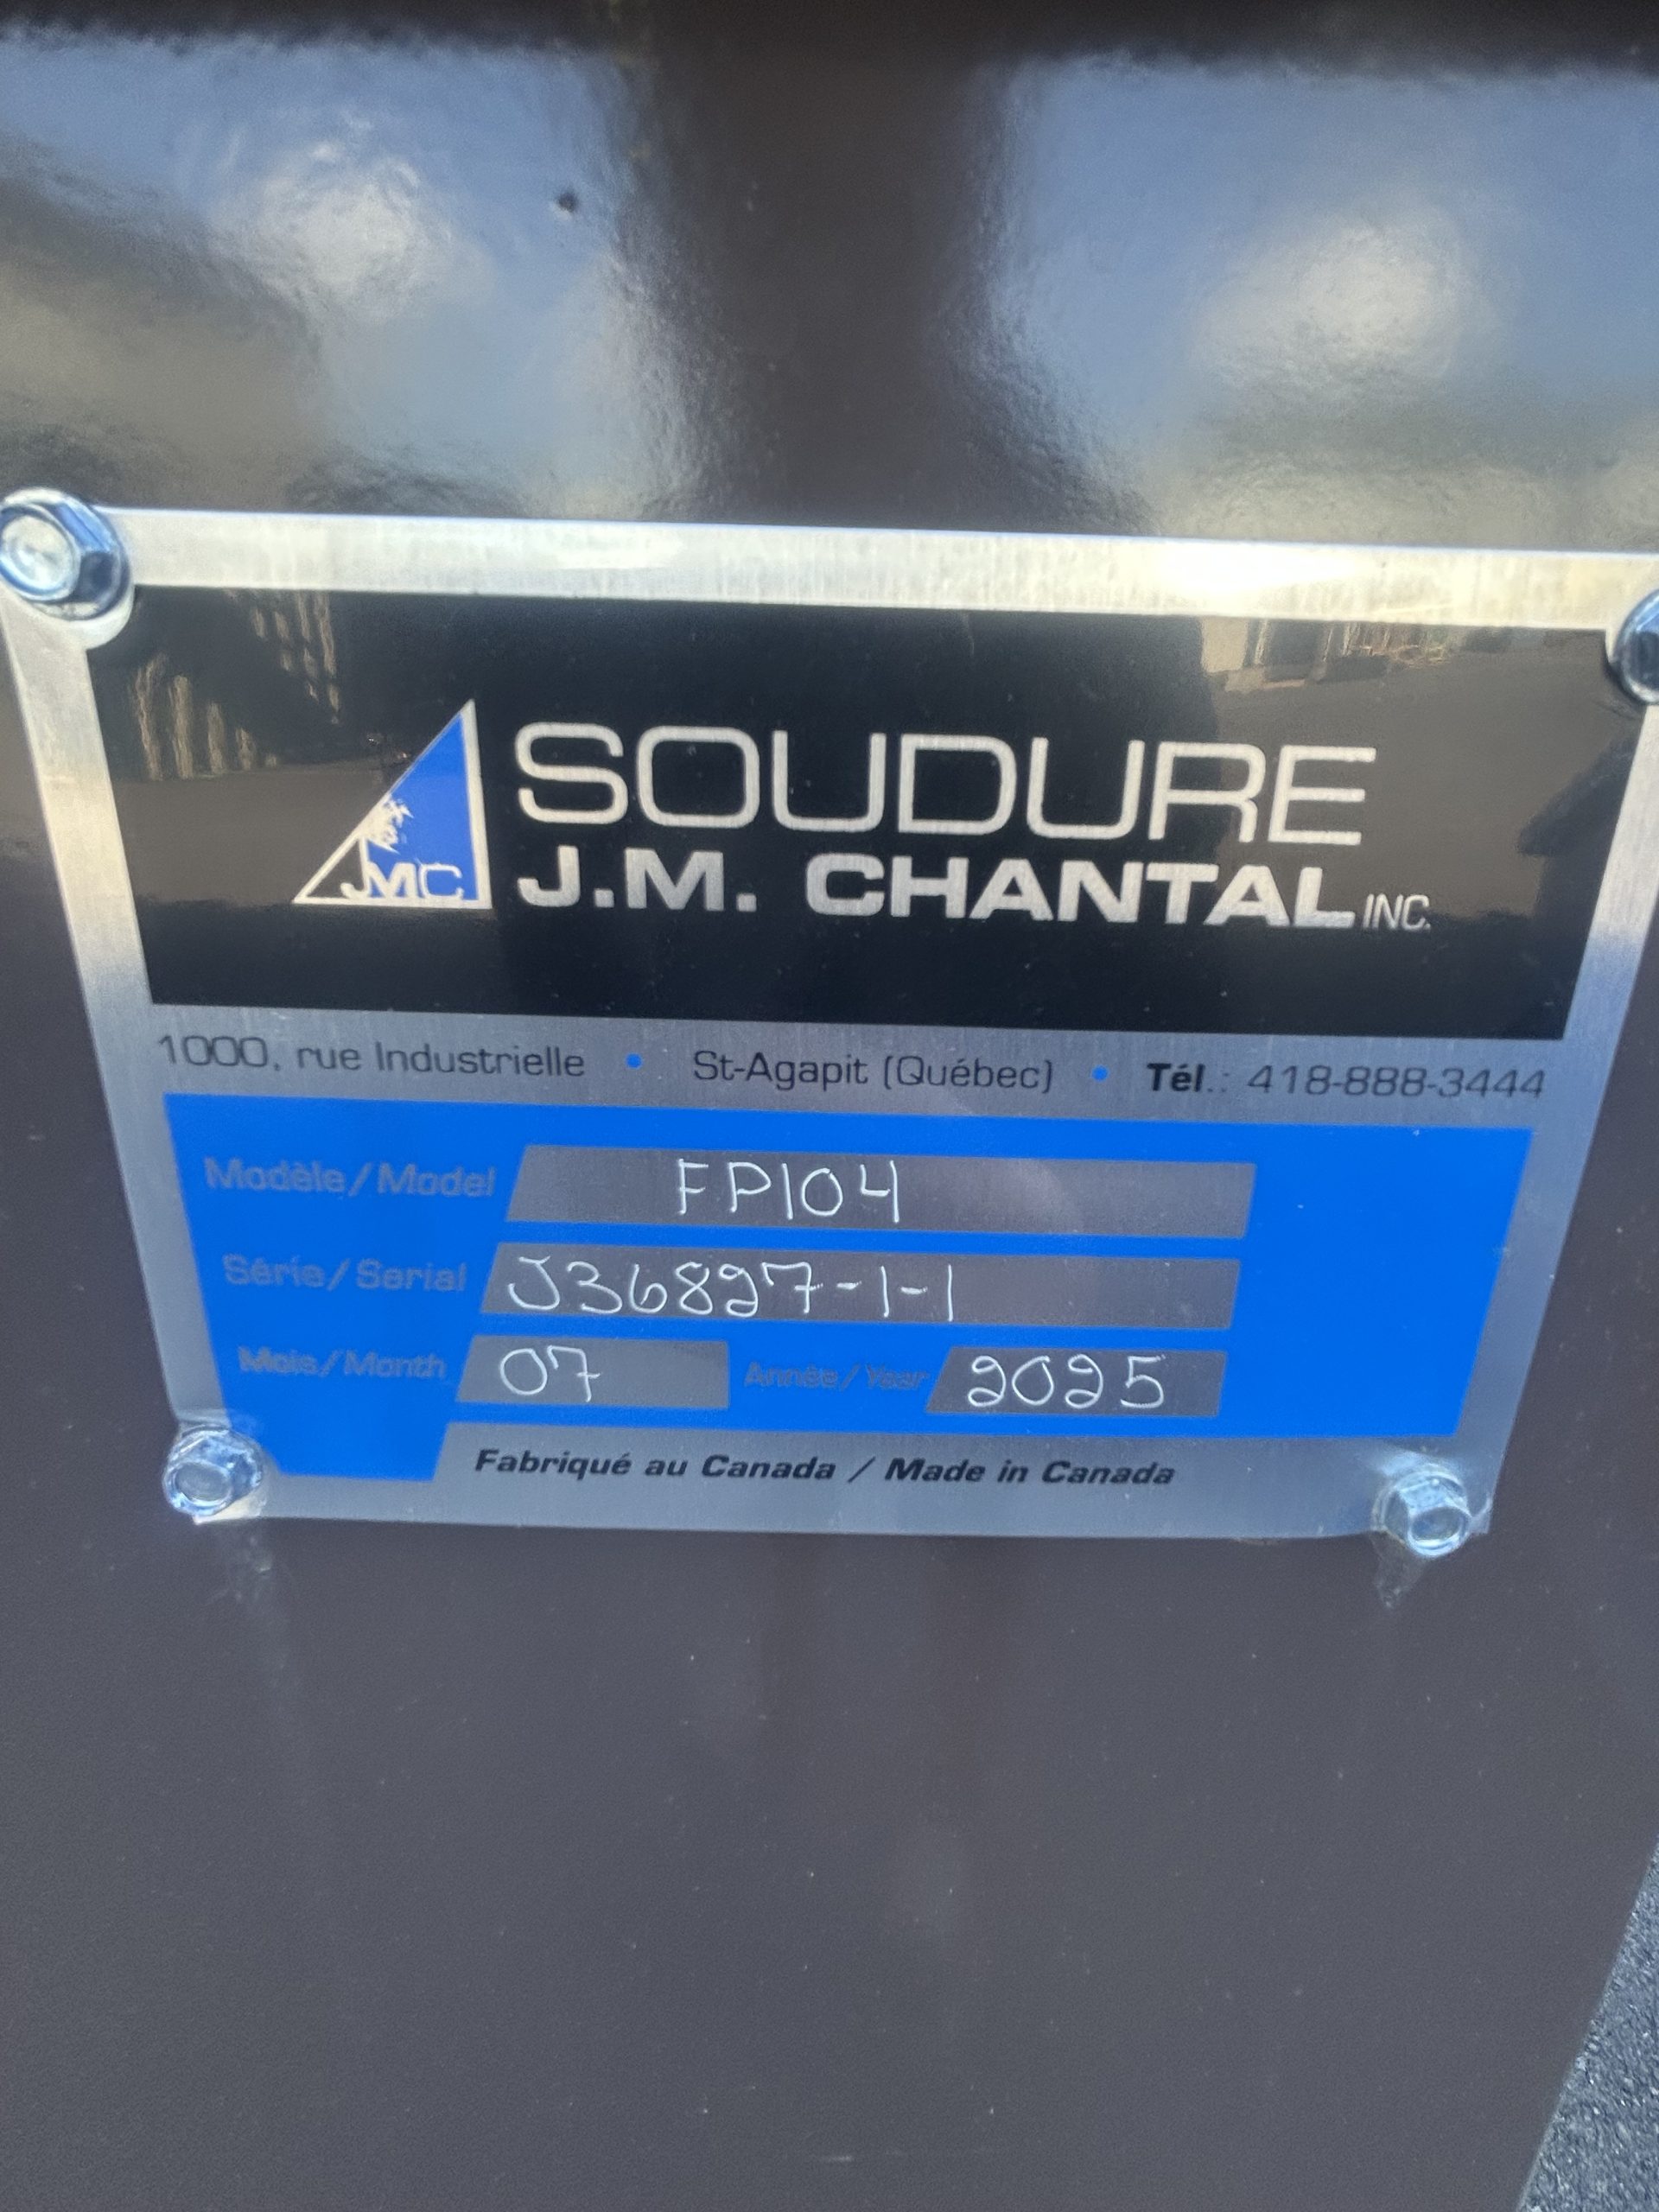 JMC
SOUDURE
J.M. CHANTAL INC.
1000, rue Industrielle • St-Agapit (Québec) • Tél.: 418-888-3444
Modèle/Model FP104
Série/Serial J36827-1-1
Mois/Month 07 Année/Year 2025
Fabriqué au Canada / Made in Canada